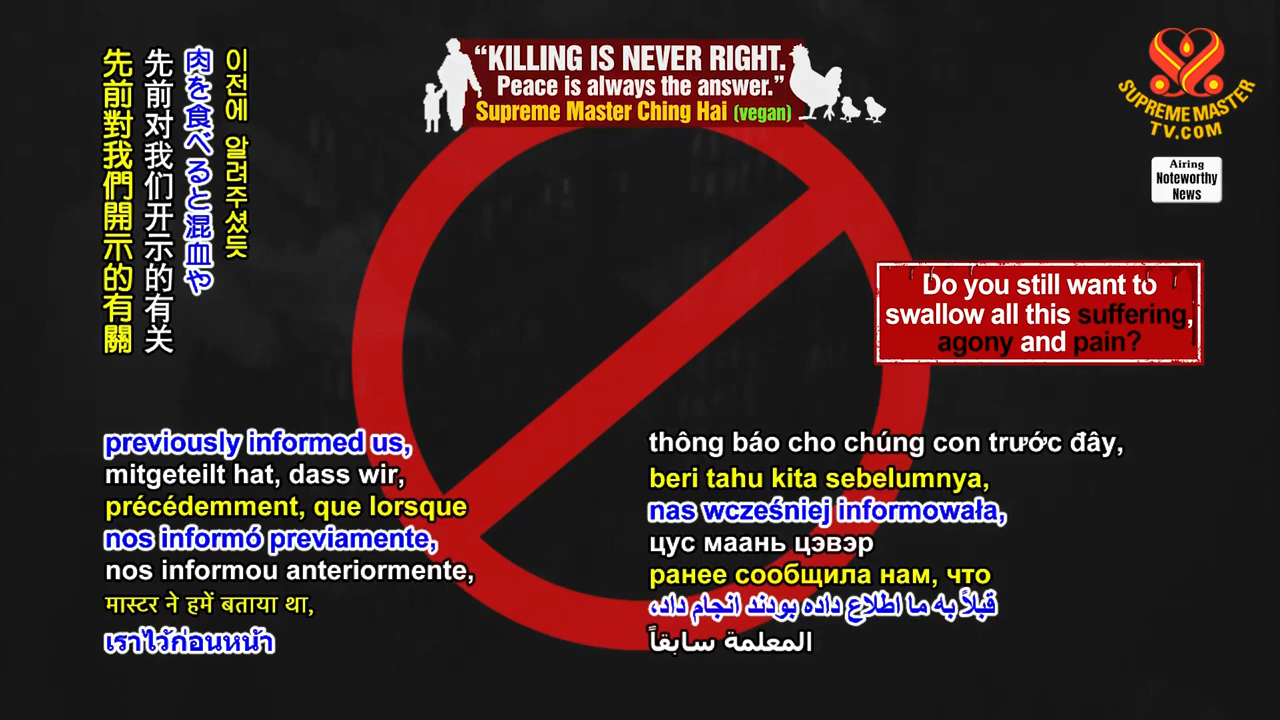 “KILLING IS NEVER RIGHT.
Peace is always the answer.”
Supreme Master Ching Hai (vegan)
SUPREME MASTER
TV.COM
Airing
Noteworthy
News
이전에 알려주셨듯
肉を食べると混血や
先前对我们开示的有关
先前對我們開示的有關
Do you still want to
swallow all this suffering,
agony and pain?
previously informed us,
mitgeteilt hat, dass wir,
précédemment, que lorsque
nos informó previamente,
nos informou anteriormente,
मास्टर ने हमें बताया था,
เราไว้ก่อนหน้า
thông báo cho chúng con trước đây,
beri tahu kita sebelumnya,
nas wcześniej informowała,
цус маань цэвэр
ранее сообщила нам, что
قبلاً به ما اطلاع داده بودند انجام داد،
المعلمة سابقاً